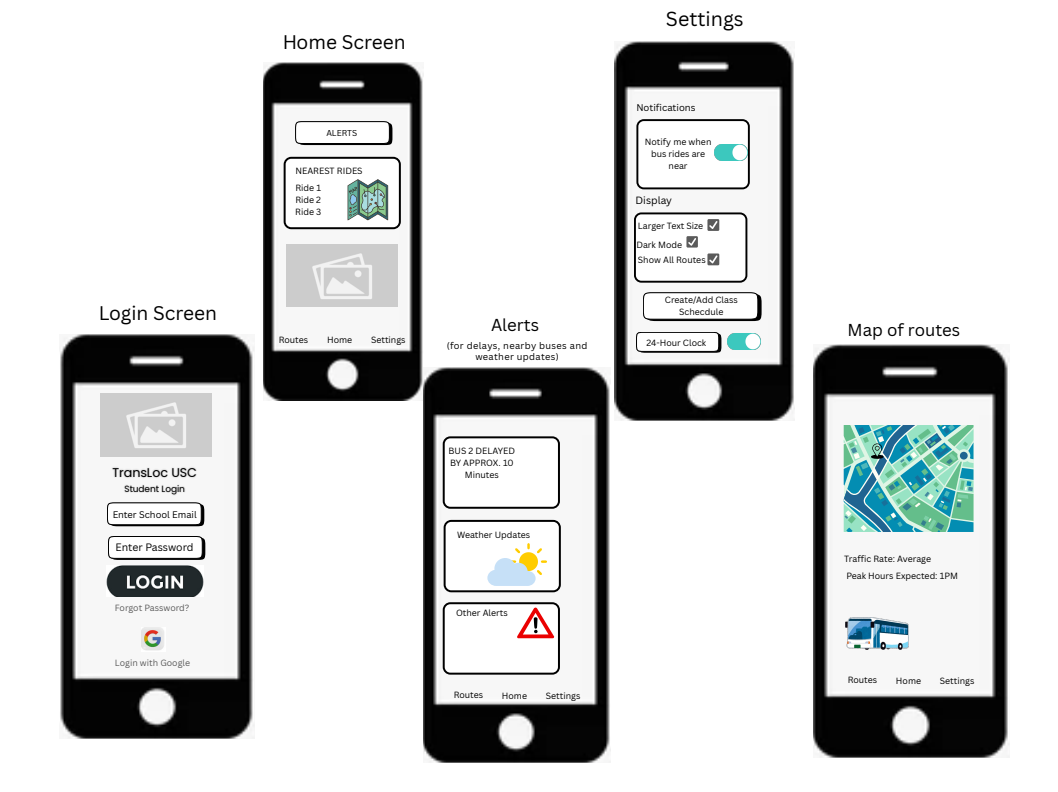 Settings
Home Screen
Notifications
Notify me when
bus rides are
near
Display
Larger Text Size
Dark Mode
Show All Routes
Create/Add Class
Schecdule
24-Hour Clock
ALERTS
NEAREST RIDES
Ride 1
Ride 2
Ride 3
Routes Home Settings
Login Screen
TransLoc USC
Student Login
Enter School Email
Enter Password
LOGIN
Forgot Password?
G
Login with Google
Alerts
(for delays, nearby buses and
weather updates)
BUS 2 DELAYED
BY APPROX. 10
Minutes
Weather Updates
Other Alerts
Routes Home Settings
Map of routes
Traffic Rate: Average
Peak Hours Expected: 1PM
Routes Home Settings